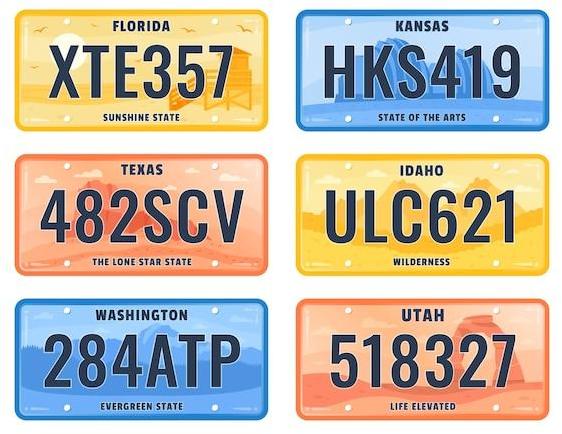 FLORIDA
XTE357
SUNSHINE STATE
KANSAS
HKS419
STATE OF THE ARTS
TEXAS
482SCV
THE LONE STAR STATE
IDAHO
ULC621
WILDERNESS
WASHINGTON
284ATP
EVERGREEN STATE
UTAH
518327
LIFE ELEVATED